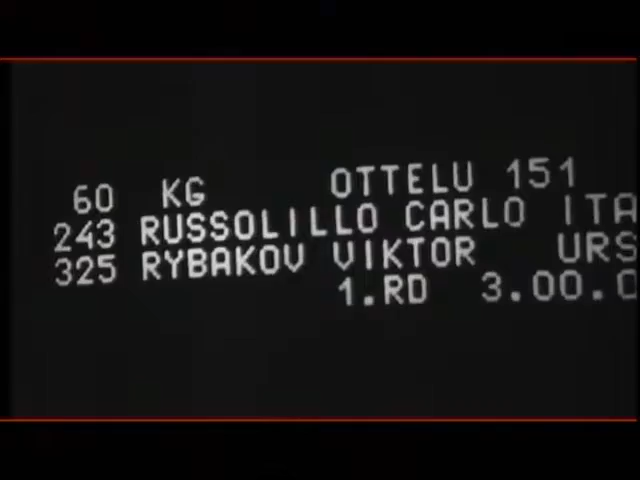 60 KG OTTELU 151
243 RUSSOLILLO CARLO ITA
325 RYBAKOV VIKTOR URS
1.RD 3.00.0